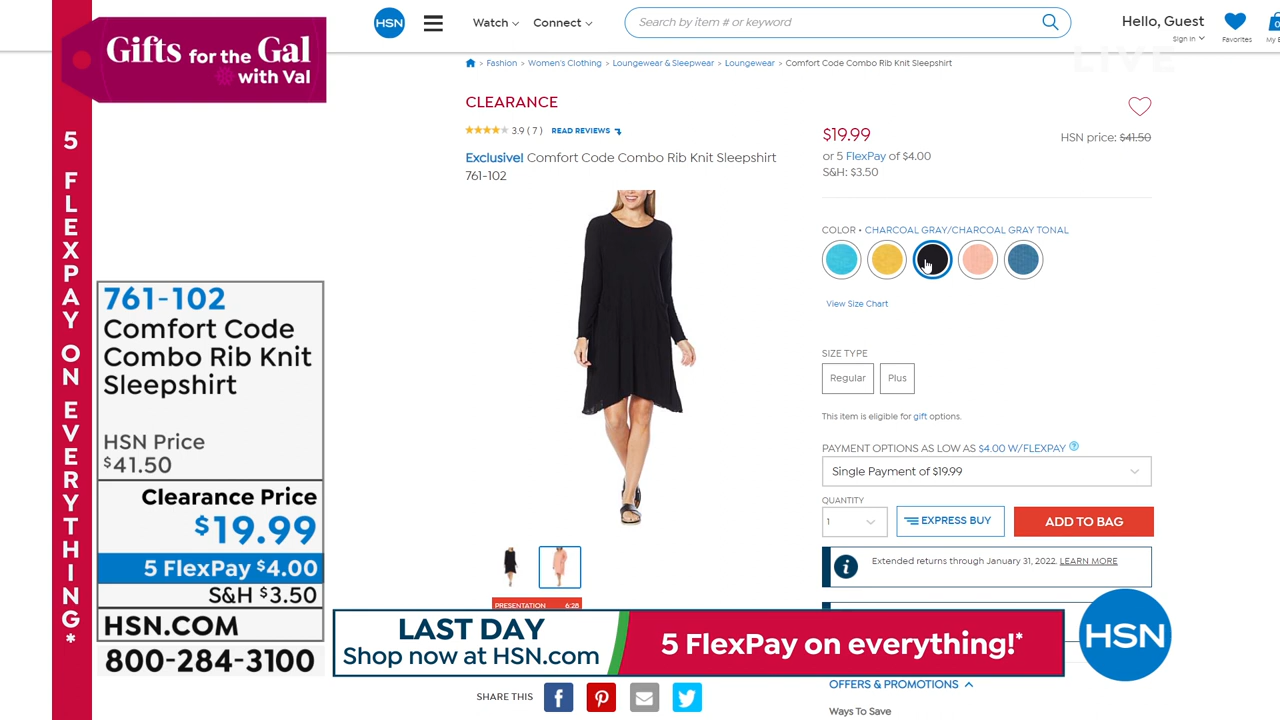 Gifts for the Gal
with Val
5 FLEXPAY ON EVERYTHING*
HSN
Watch
Connect
Search by item # or keyword
Hello, Guest
Sign In
Favorites
0
LIVE
Fashion > Women's Clothing > Loungewear & Sleepwear > Loungewear > Comfort Code Combo Rib Knit Sleepshirt
CLEARANCE
3.9 ( 7 ) READ REVIEWS
Exclusive! Comfort Code Combo Rib Knit Sleepshirt
761-102
$19.99
HSN price: $41.50
or 5 FlexPay of $4.00
S&H: $3.50
COLOR • CHARCOAL GRAY/CHARCOAL GRAY TONAL
View Size Chart
SIZE TYPE
Regular
Plus
This item is eligible for gift options.
PAYMENT OPTIONS AS LOW AS $4.00 W/FLEXPAY ?
Single Payment of $19.99
QUANTITY
1
EXPRESS BUY
ADD TO BAG
i
Extended returns through January 31, 2022. LEARN MORE
PRESENTATION 6:28
761-102
Comfort Code
Combo Rib Knit
Sleepshirt
HSN Price
$41.50
Clearance Price
$19.99
5 FlexPay $4.00
S&H $3.50
HSN.COM
800-284-3100
LAST DAY
Shop now at HSN.com
5 FlexPay on everything!*
HSN
SHARE THIS
OFFERS & PROMOTIONS
Ways To Save